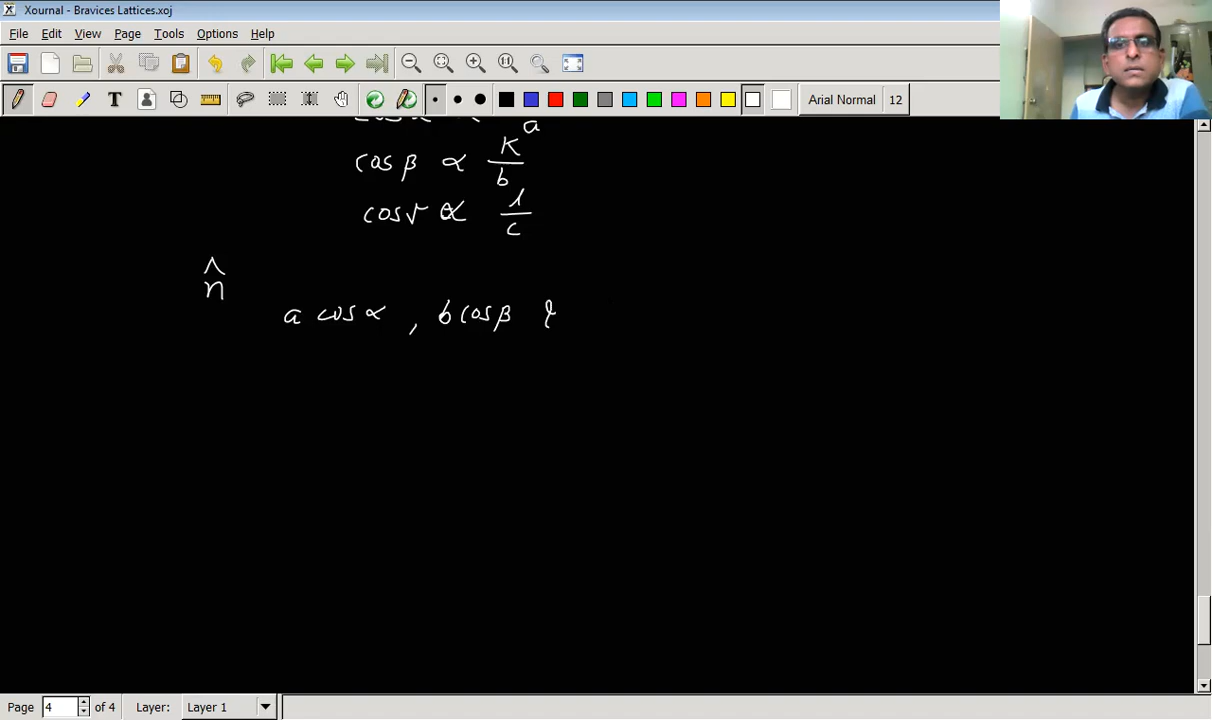 Xournal - Bravices Lattices.xoj
File Edit View Page Tools Options Help
Arial Normal 12
a
cos β ∝ K/b
cos γ ∝ l/c
n̂
a cos ∝ , b cos β &
Page 4 of 4 Layer: Layer 1